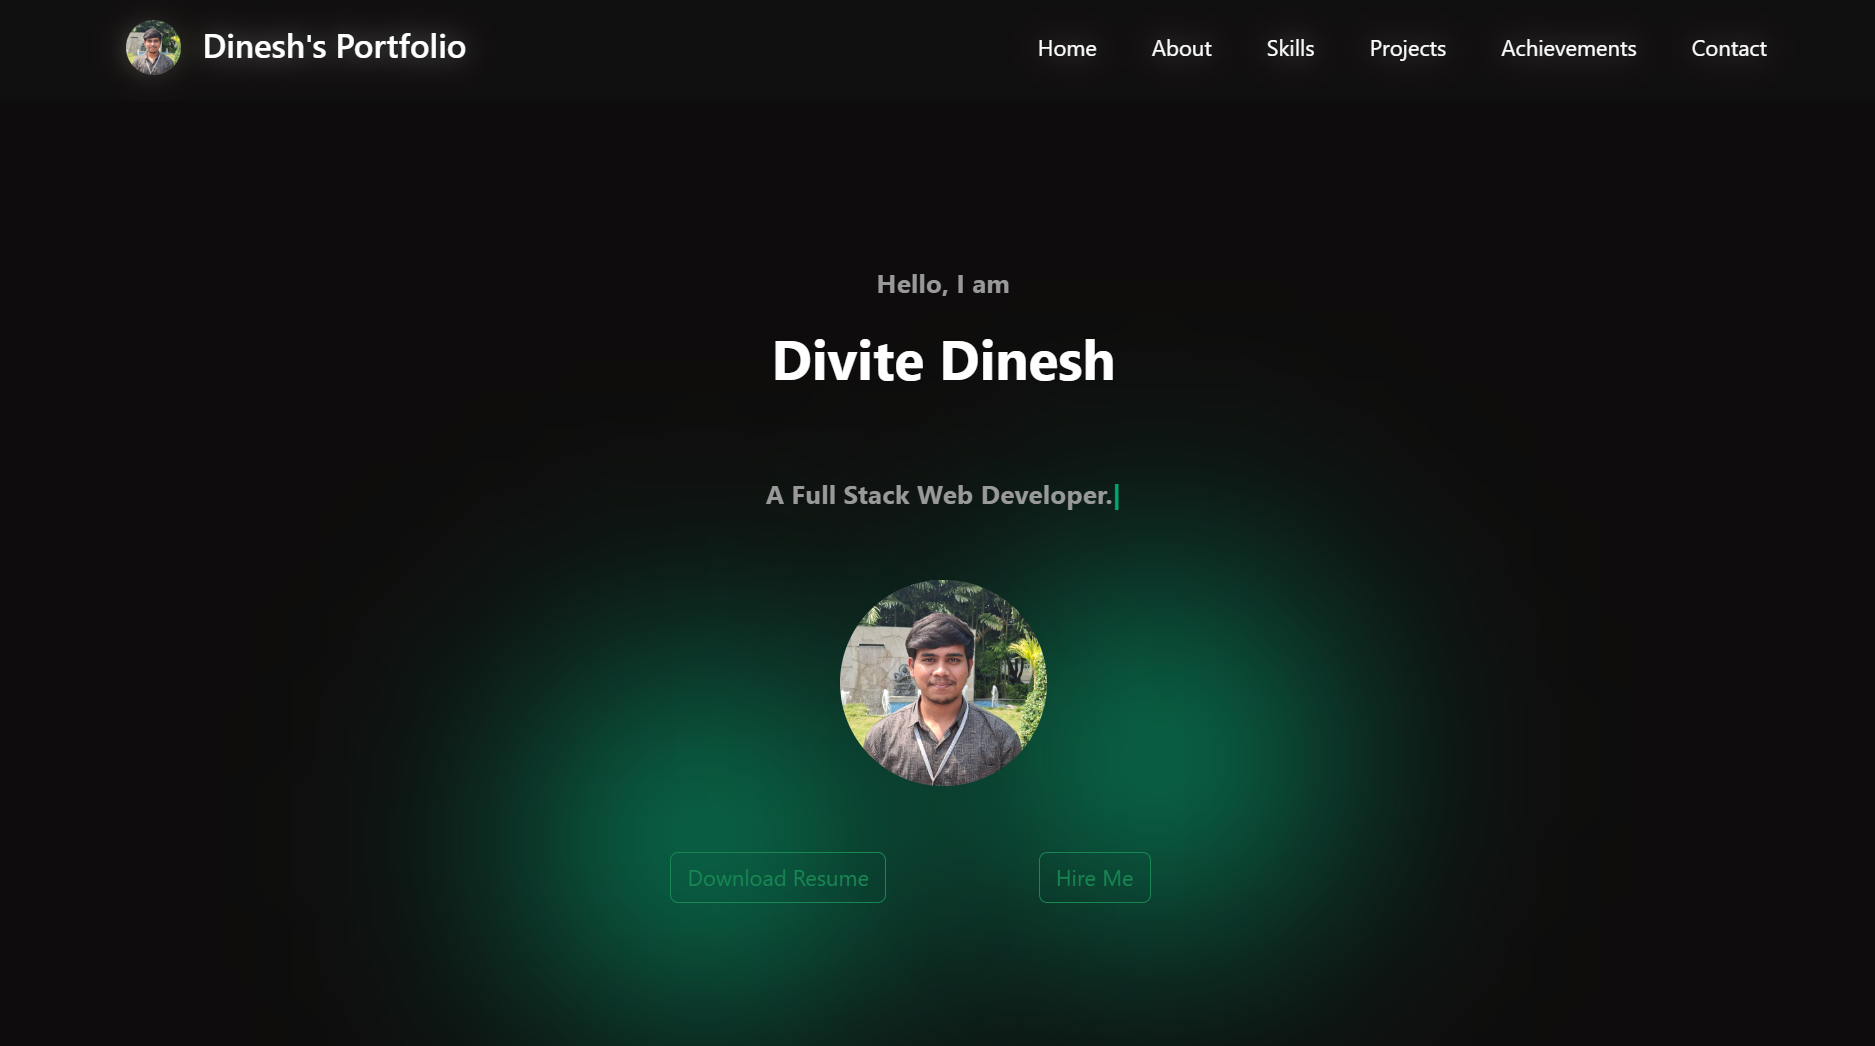 Dinesh's Portfolio
Home About Skills Projects Achievements Contact
Hello, I am
Divite Dinesh
A Full Stack Web Developer.|
Download Resume
Hire Me